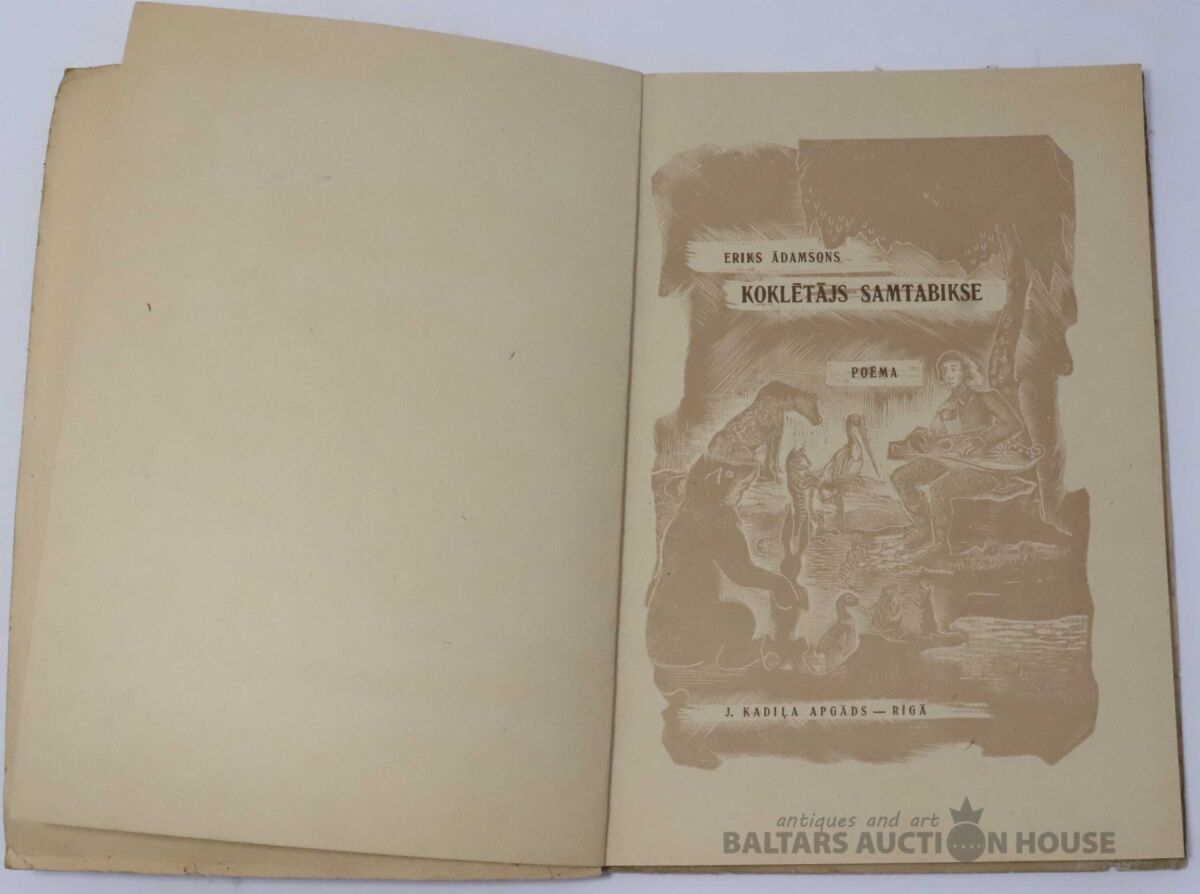 ERIKS ĀDAMSONS
KOKLĒTĀJS SAMTABIKSE
POĒMA
J. KADIĻA APGĀDS — RĪGĀ
antiques and art
BALTARS AUCTION HOUSE